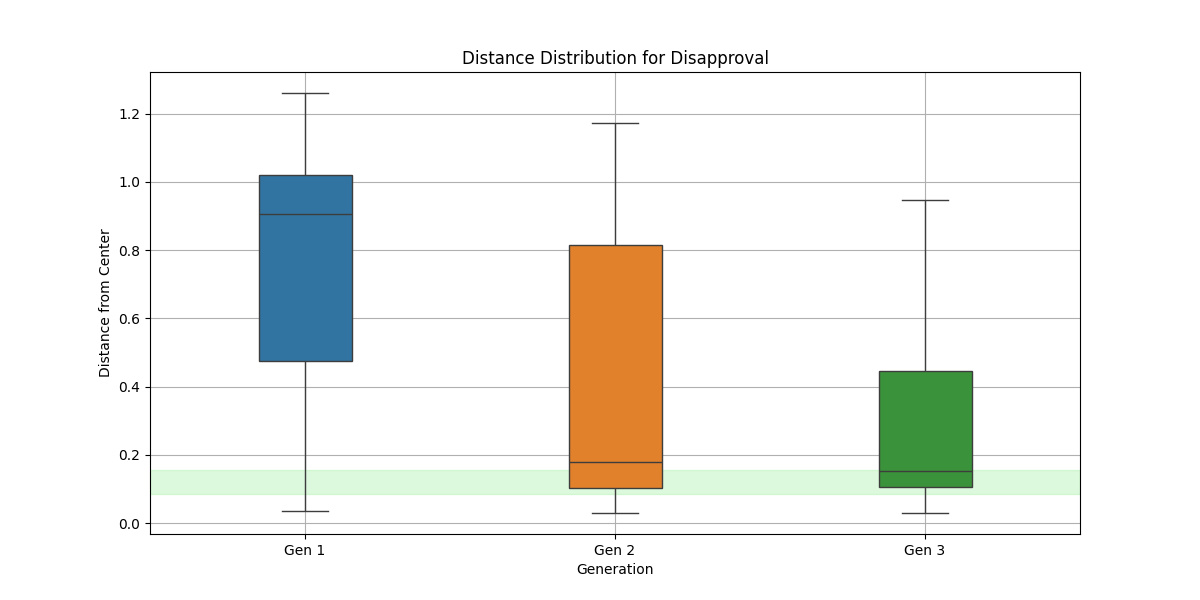 Distance Distribution for Disapproval
1.2
1.0
0.8
0.6
0.4
0.2
0.0
Distance from Center
Gen 1 Gen 2 Gen 3
Generation